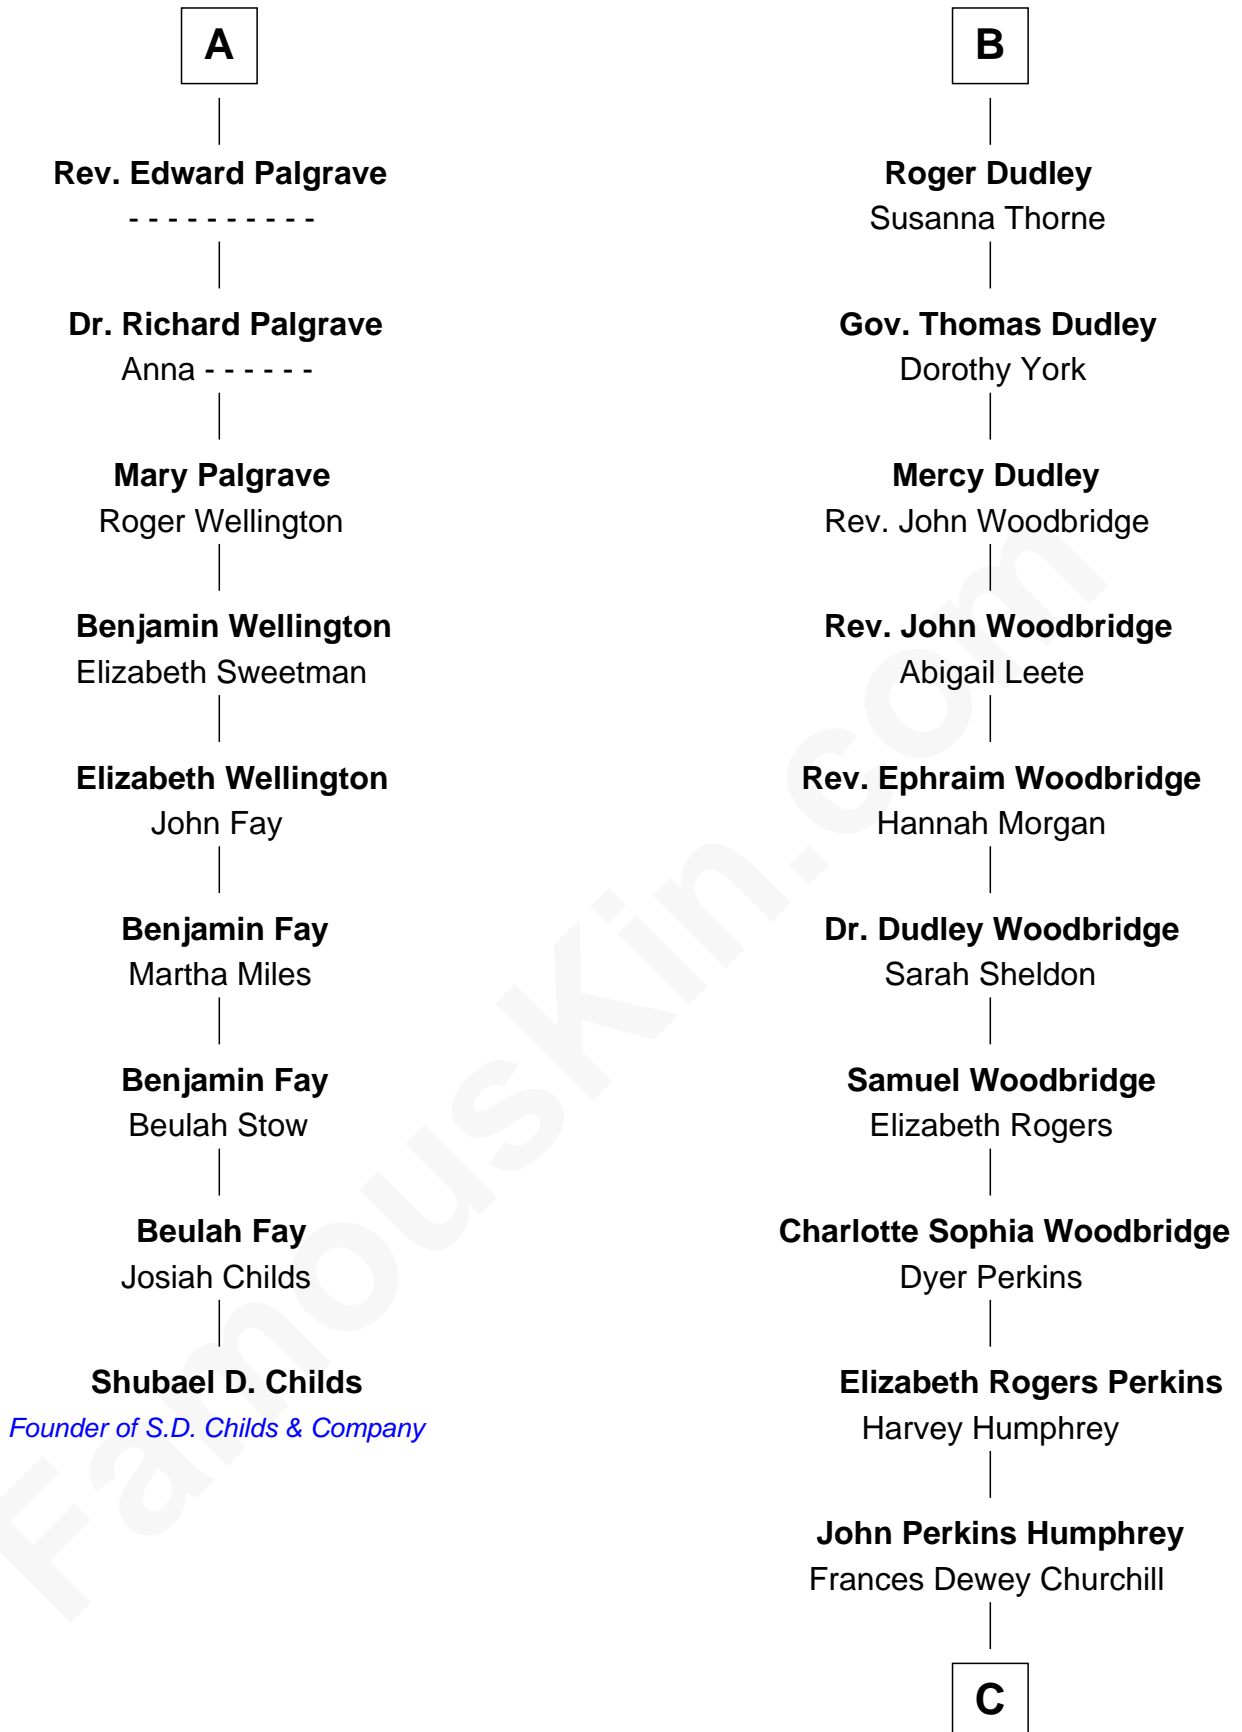 A
Rev. Edward Palgrave
- - - - - - - - - -
Dr. Richard Palgrave
Anna - - - - - -
Mary Palgrave
Roger Wellington
Benjamin Wellington
Elizabeth Sweetman
Elizabeth Wellington
John Fay
Benjamin Fay
Martha Miles
Benjamin Fay
Beulah Stow
Beulah Fay
Josiah Childs
Shubael D. Childs
Founder of S.D. Childs & Company
B
Roger Dudley
Susanna Thorne
Gov. Thomas Dudley
Dorothy York
Mercy Dudley
Rev. John Woodbridge
Rev. John Woodbridge
Abigail Leete
Rev. Ephraim Woodbridge
Hannah Morgan
Dr. Dudley Woodbridge
Sarah Sheldon
Samuel Woodbridge
Elizabeth Rogers
Charlotte Sophia Woodbridge
Dyer Perkins
Elizabeth Rogers Perkins
Harvey Humphrey
John Perkins Humphrey
Frances Dewey Churchill
C
FamousKin.com